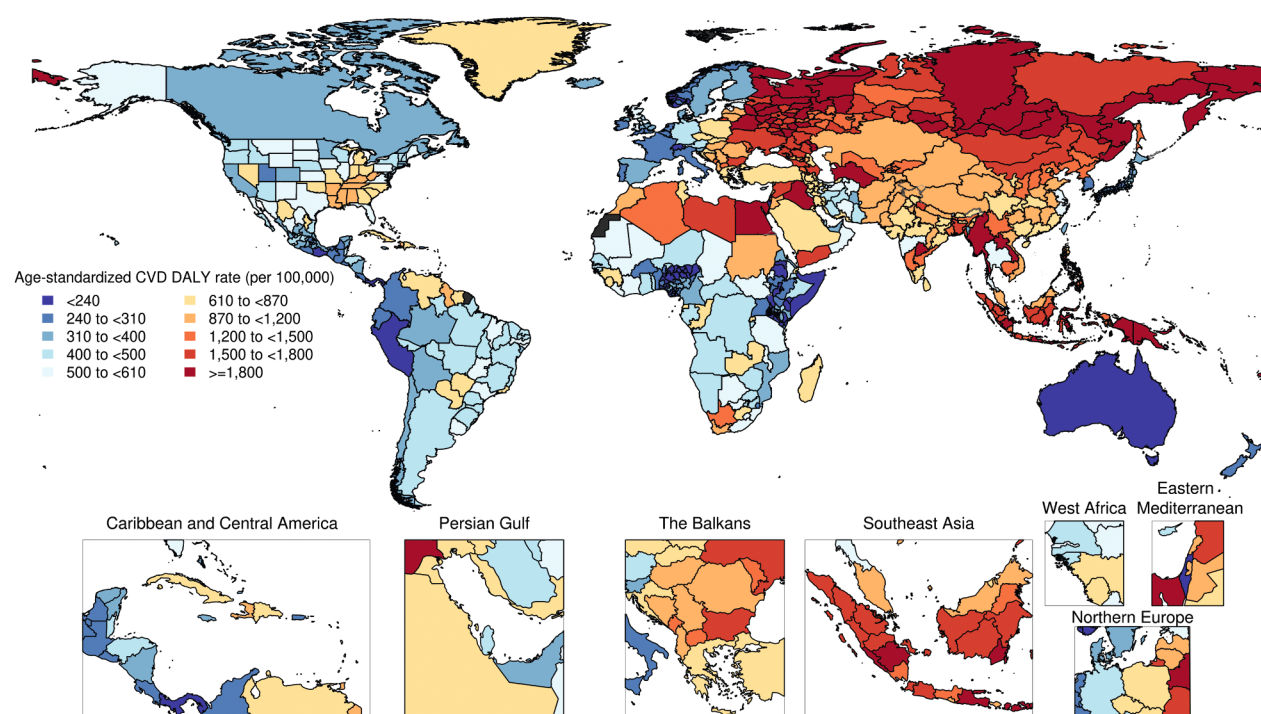 Age-standardized CVD DALY rate (per 100,000)
<240
240 to <310
310 to <400
400 to <500
500 to <610
610 to <870
870 to <1,200
1,200 to <1,500
1,500 to <1,800
>=1,800
Caribbean and Central America
Persian Gulf
The Balkans
Southeast Asia
West Africa
Eastern
Mediterranean
Northern Europe